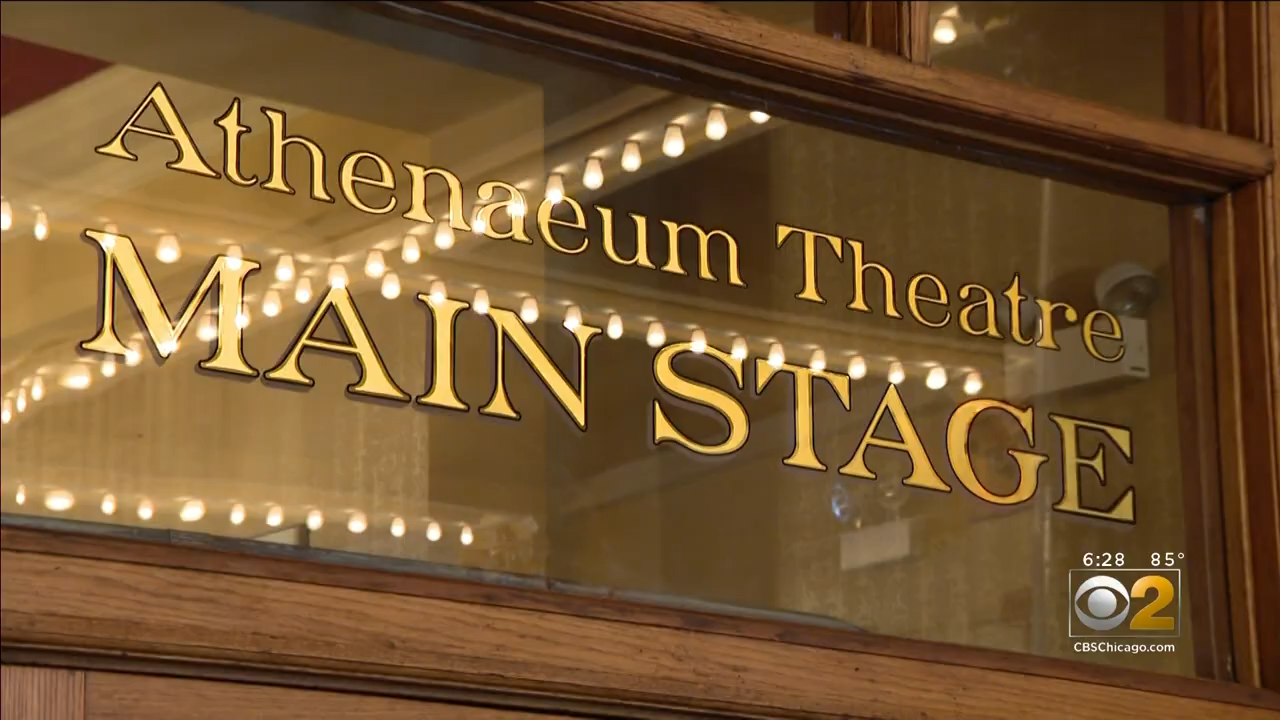 Athenaeum Theatre
MAIN STAGE
6:28 85°
2
CBSChicago.com